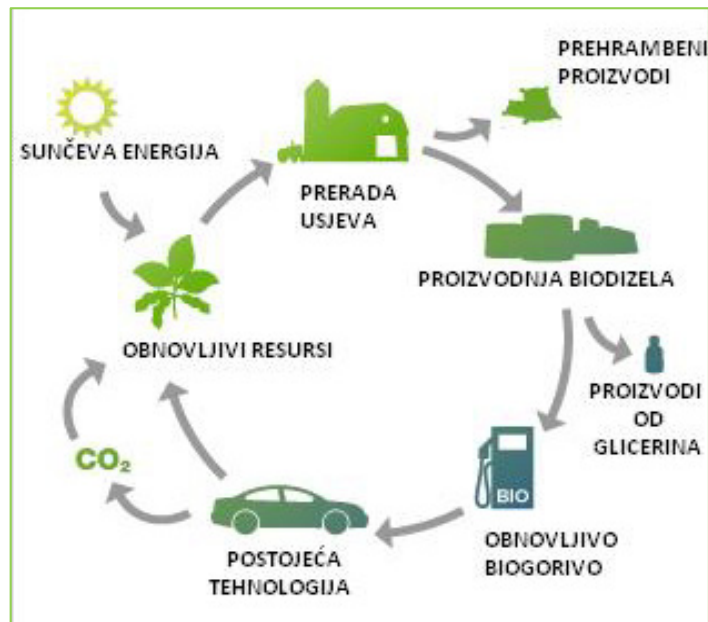 PREHRAMBENI
PROIZVODI
SUNČEVA ENERGIJA
PRERADA
USJEVA
PROIZVODNJA BIODIZELA
OBNOVLJIVI RESURSI
PROIZVODI
OD
GLICERINA
CO₂
BIO
OBNOVLJIVO
BIOGORIVO
POSTOJEĆA
TEHNOLOGIJA